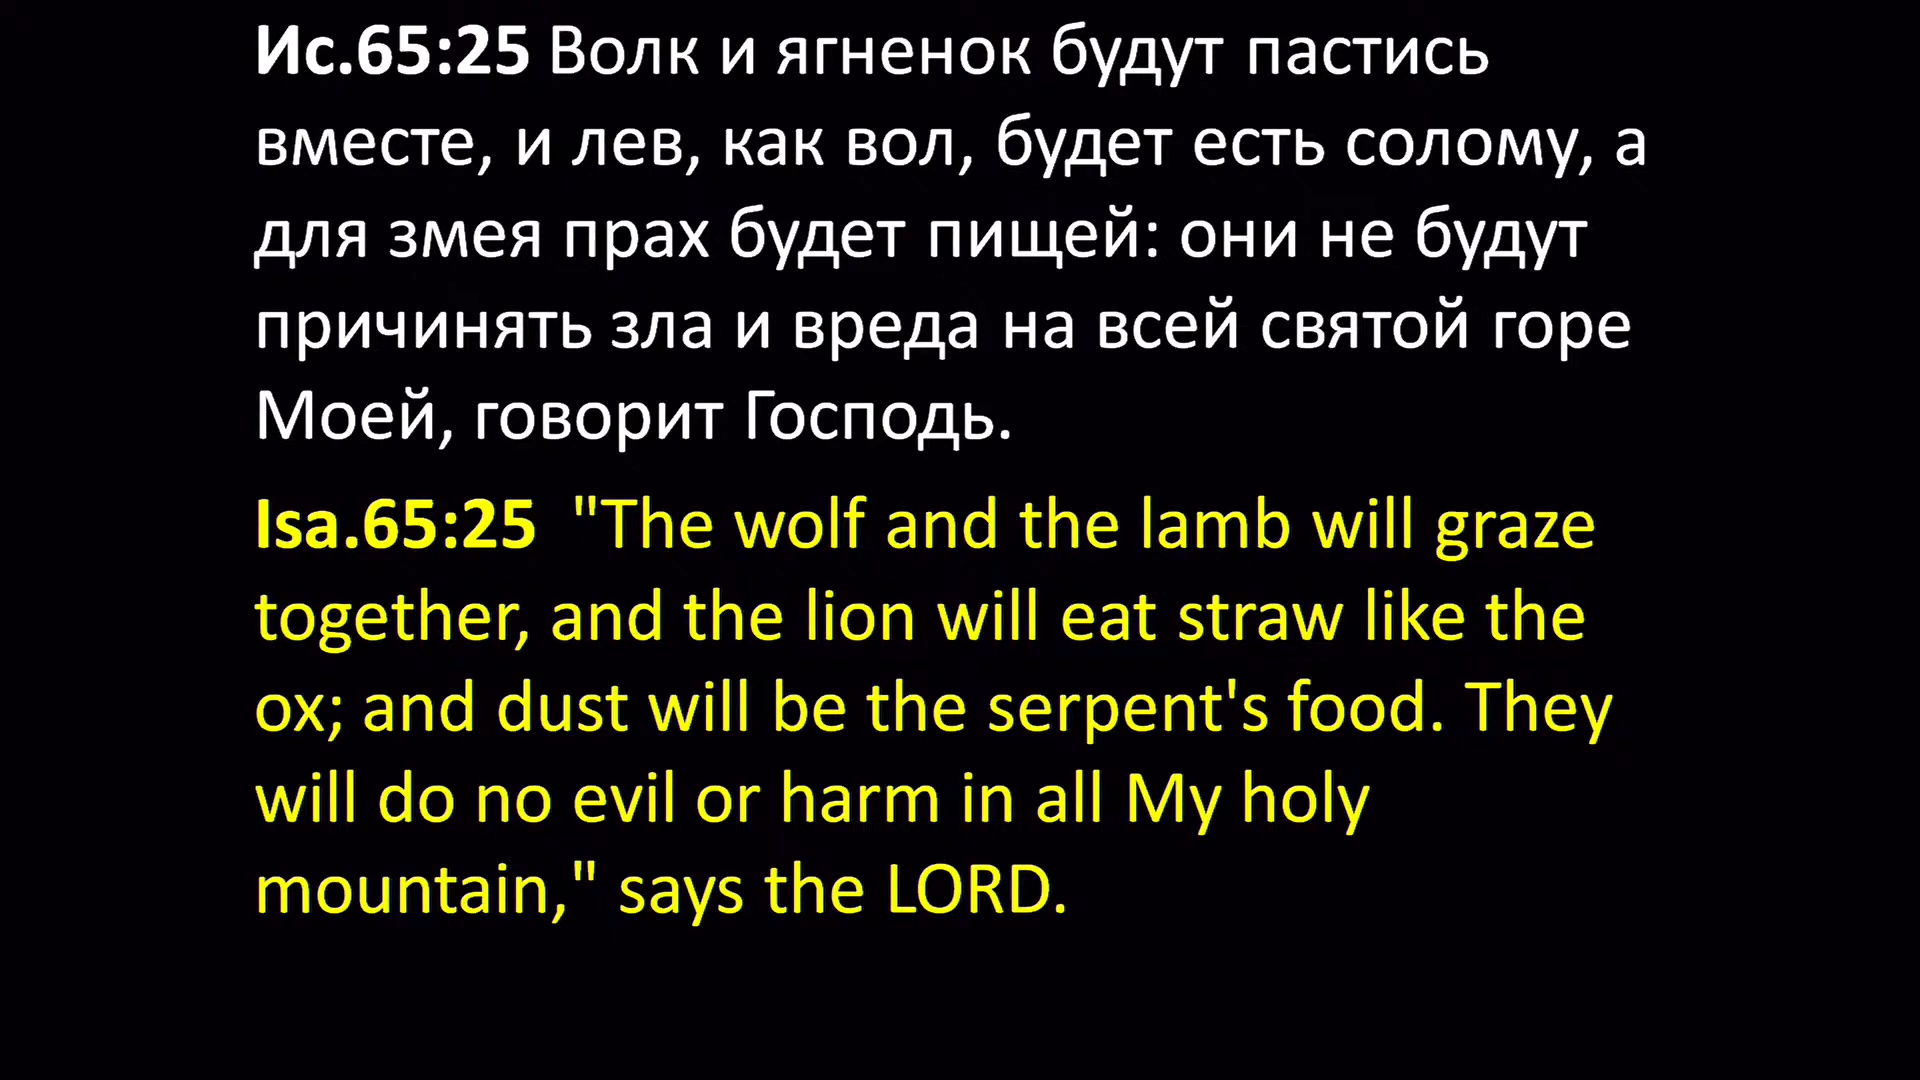 Ис.65:25 Волк и ягненок будут пастись
вместе, и лев, как вол, будет есть солому, а
для змея прах будет пищей: они не будут
причинять зла и вреда на всей святой горе
Моей, говорит Господь.
Isa.65:25  "The wolf and the lamb will graze
together, and the lion will eat straw like the
ox; and dust will be the serpent's food. They
will do no evil or harm in all My holy
mountain," says the LORD.